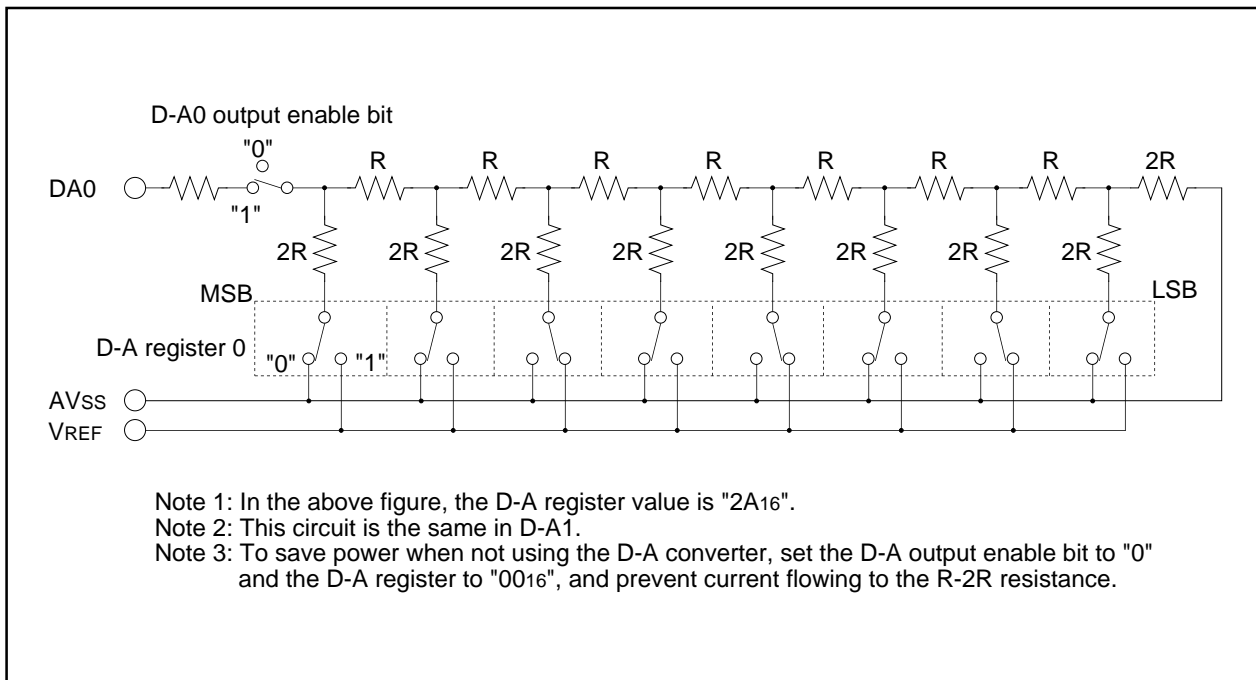 D-A0 output enable bit
"0"
R R R R R R R 2R
DA0
"1"
2R 2R 2R 2R 2R 2R 2R 2R
MSB
LSB
D-A register 0
"0" "1"
AVSS
VREF
Note 1: In the above figure, the D-A register value is "2A16".
Note 2: This circuit is the same in D-A1.
Note 3: To save power when not using the D-A converter, set the D-A output enable bit to "0"
and the D-A register to "0016", and prevent current flowing to the R-2R resistance.